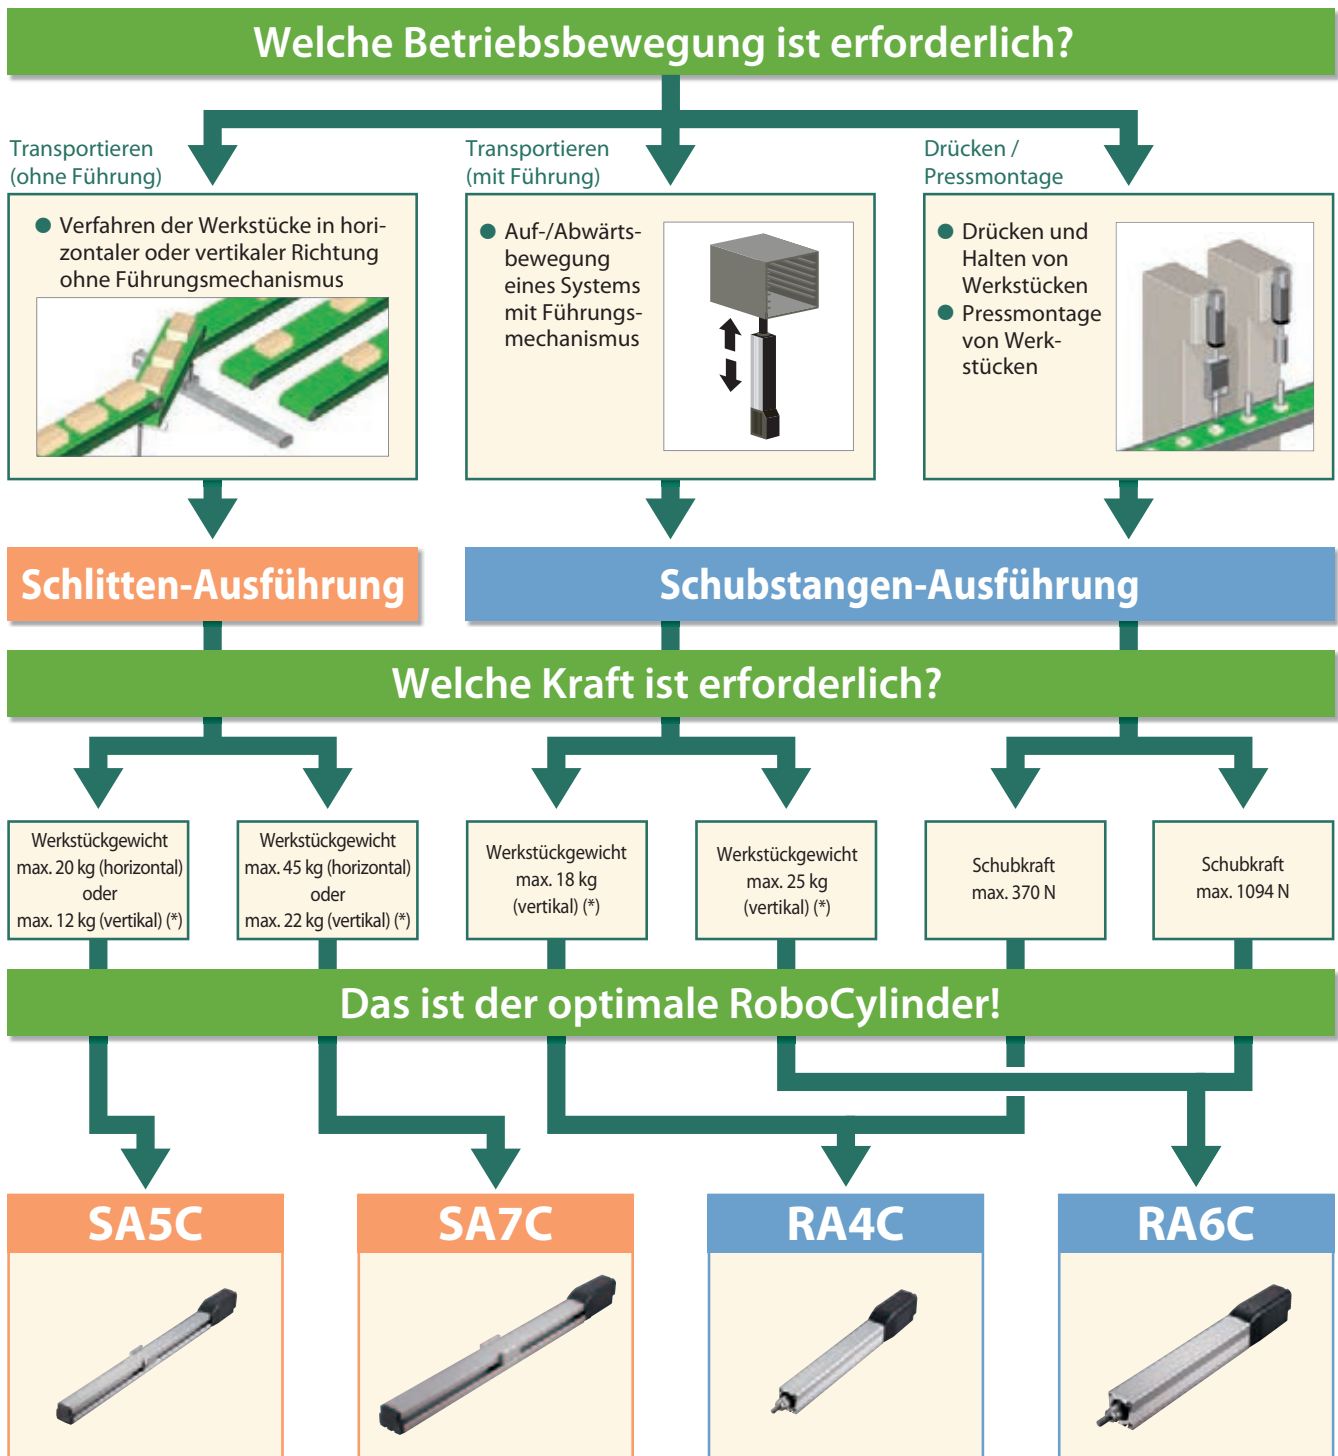 Welche Betriebsbewegung ist erforderlich?
Transportieren
(ohne Führung)
● Verfahren der Werkstücke in hori-
zontaler oder vertikaler Richtung
ohne Führungsmechanismus
Transportieren
(mit Führung)
● Auf-/Abwärts-
bewegung
eines Systems
mit Führungs-
mechanismus
Drücken /
Pressmontage
● Drücken und
Halten von
Werkstücken
● Pressmontage
von Werk-
stücken
Schlitten-Ausführung
Schubstangen-Ausführung
Welche Kraft ist erforderlich?
Werkstückgewicht
max. 20 kg (horizontal)
oder
max. 12 kg (vertikal) (*)
Werkstückgewicht
max. 45 kg (horizontal)
oder
max. 22 kg (vertikal) (*)
Werkstückgewicht
max. 18 kg
(vertikal) (*)
Werkstückgewicht
max. 25 kg
(vertikal) (*)
Schubkraft
max. 370 N
Schubkraft
max. 1094 N
Das ist der optimale RoboCylinder!
SA5C
SA7C
RA4C
RA6C